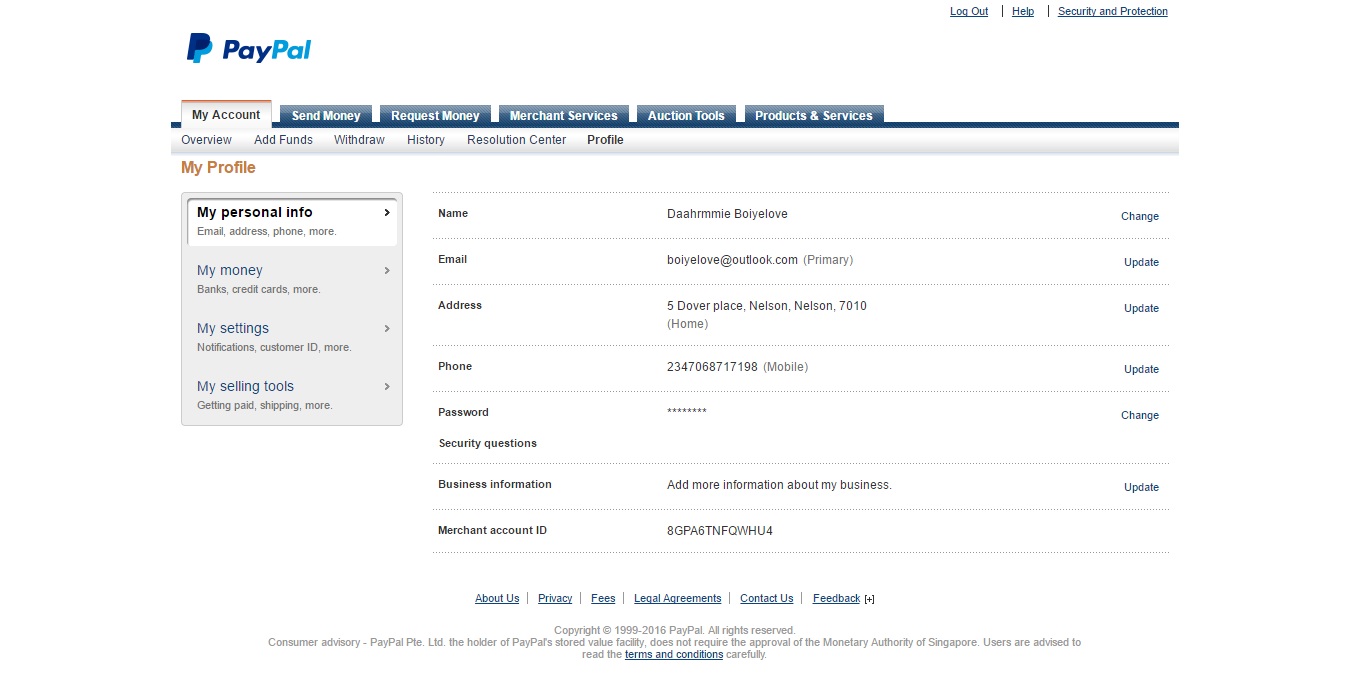 Log Out | Help | Security and Protection
PayPal
My Account Send Money Request Money Merchant Services Auction Tools Products & Services
Overview Add Funds Withdraw History Resolution Center Profile
My Profile
My personal info
Email, address, phone, more.
My money
Banks, credit cards, more.
My settings
Notifications, customer ID, more.
My selling tools
Getting paid, shipping, more.
Name Daahrmmie Boiyelove Change
Email boiyelove@outlook.com (Primary) Update
Address 5 Dover place, Nelson, Nelson, 7010 Update
(Home)
Phone 2347068717198 (Mobile) Update
Password ******** Change
Security questions
Business information Add more information about my business. Update
Merchant account ID 8GPA6TNFQWHU4
About Us | Privacy | Fees | Legal Agreements | Contact Us | Feedback [+]
Copyright © 1999-2016 PayPal. All rights reserved.
Consumer advisory - PayPal Pte. Ltd. the holder of PayPal's stored value facility, does not require the approval of the Monetary Authority of Singapore. Users are advised to
read the terms and conditions carefully.